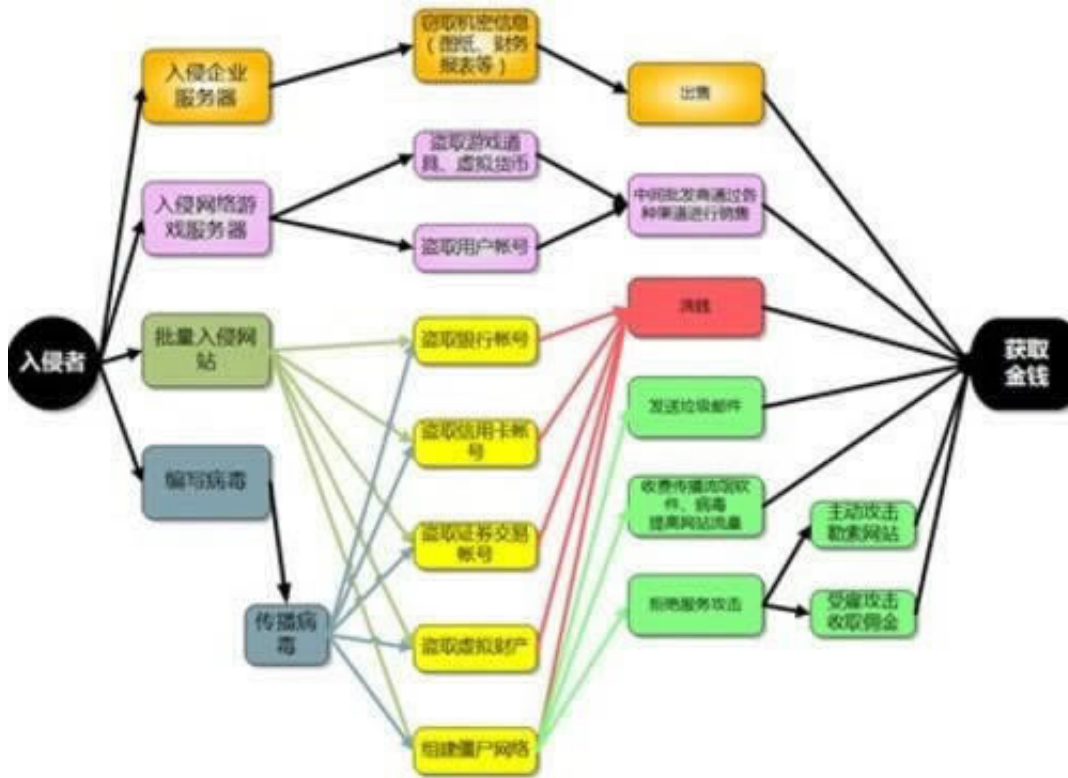 窃取机密信息
（图纸、财务
报表等）
入侵企业
服务器
出售
盗取游戏道
具、虚拟货币
入侵网络游
戏服务器
中间批发商通过各
种渠道进行销售
盗取用户帐号
洗钱
批量入侵网
站
盗取银行帐号
入侵者
获取
金钱
发送垃圾邮件
盗取信用卡帐
号
编写病毒
收费传播流氓软
件、病毒
提高网站流量
主动攻击
勒索网站
盗取证券交易
帐号
拒绝服务攻击
受雇攻击
收取佣金
传播病
毒
盗取虚拟财产
组建僵尸网络